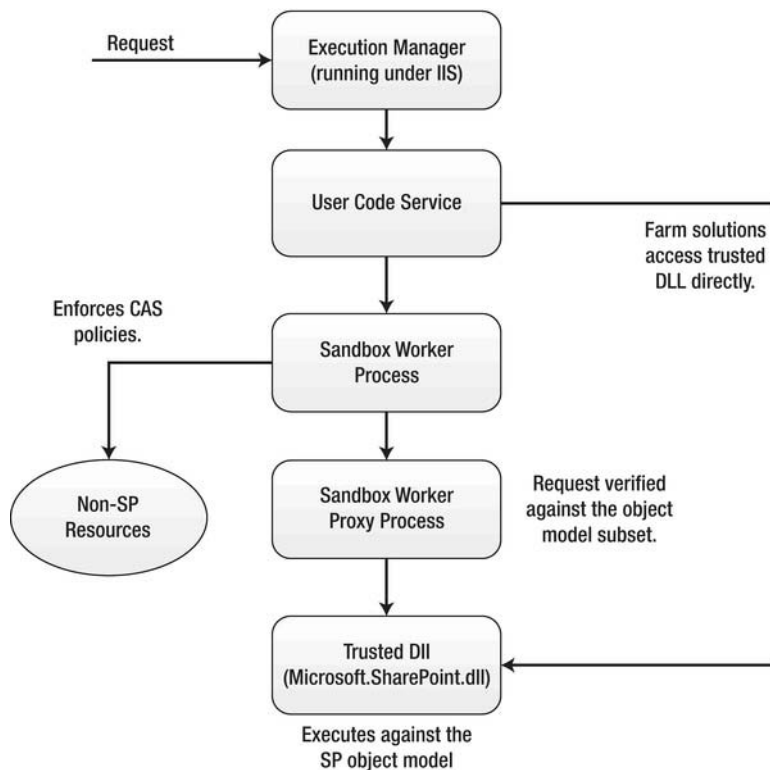 Request
Execution Manager
(running under IIS)
User Code Service
Farm solutions
access trusted
DLL directly.
Enforces CAS
policies.
Sandbox Worker
Process
Non-SP
Resources
Sandbox Worker
Proxy Process
Request verified
against the object
model subset.
Trusted Dll
(Microsoft.SharePoint.dll)
Executes against the
SP object model